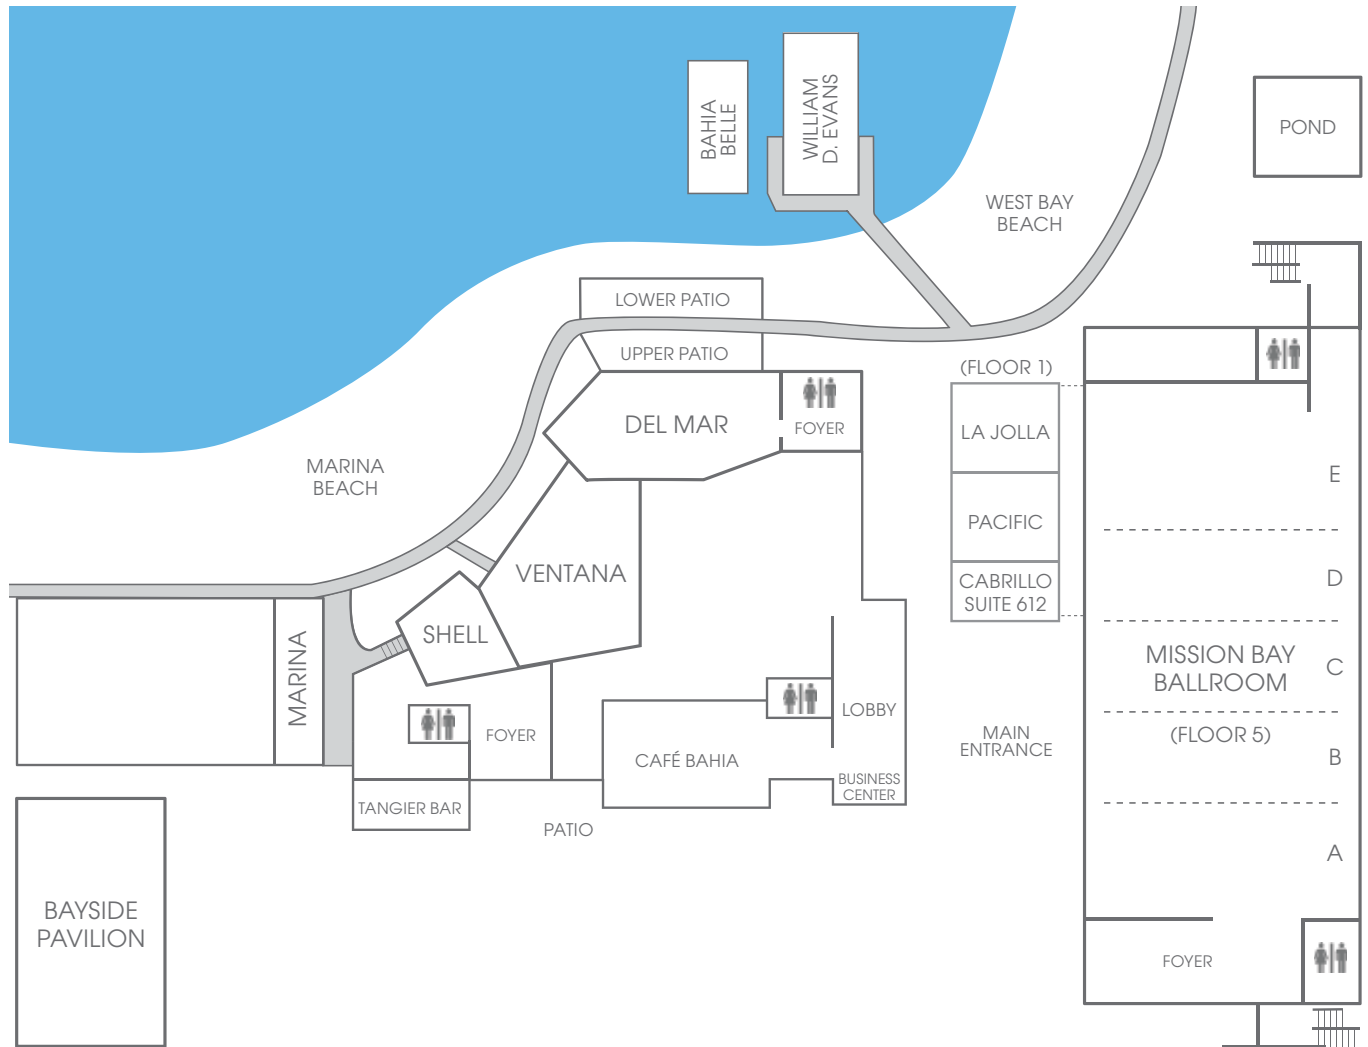 BAHIA
BELLE
WILLIAM
D. EVANS
POND
WEST BAY
BEACH
LOWER PATIO
UPPER PATIO
(FLOOR 1)
DEL MAR
FOYER
LA JOLLA
MARINA
BEACH
E
PACIFIC
VENTANA
CABRILLO
SUITE 612
D
SHELL
MARINA
MISSION BAY
BALLROOM
C
(FLOOR 5)
LOBBY
FOYER
MAIN
ENTRANCE
CAFÉ BAHIA
B
BUSINESS
CENTER
TANGIER BAR
PATIO
A
BAYSIDE
PAVILION
FOYER